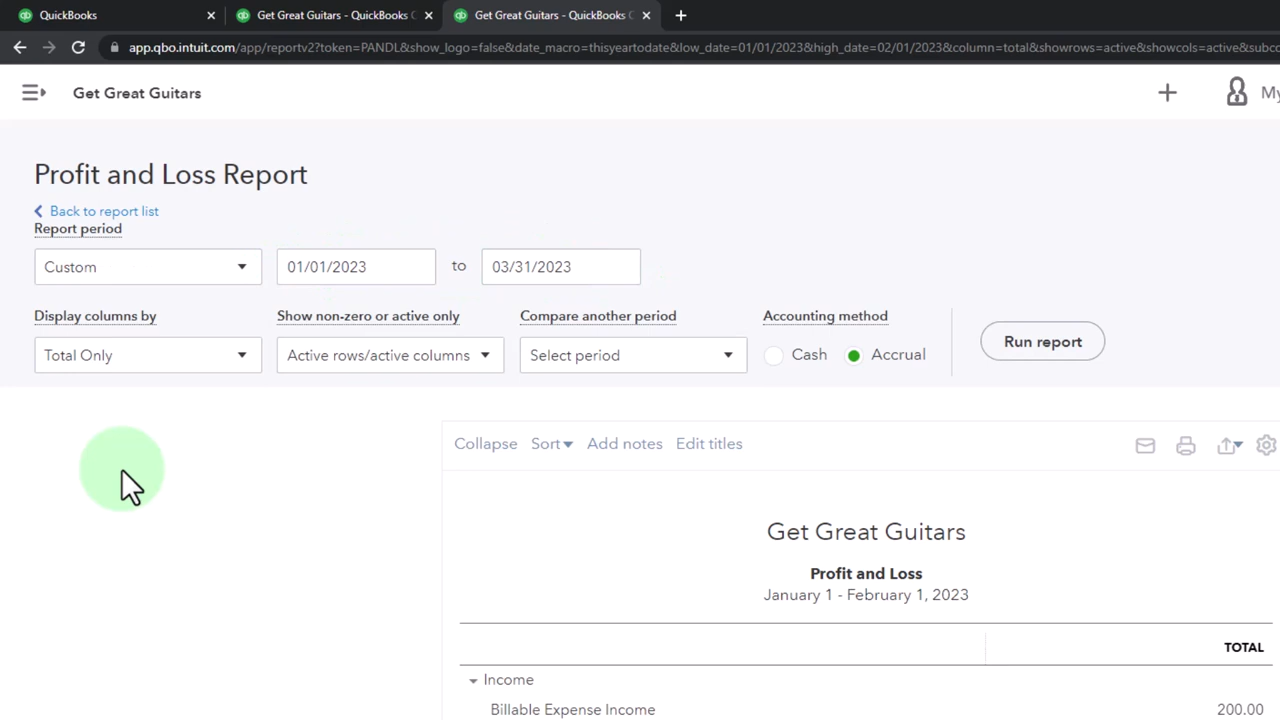 QuickBooks
Get Great Guitars - QuickBooks
Get Great Guitars - QuickBooks
app.qbo.intuit.com/app/reportv2?token=PANDL&show_logo=false&date_macro=thisyeartodate&low_date=01/01/2023&high_date=02/01/2023&column=total&showrows=active&showcols=active&subco
Get Great Guitars
My
Profit and Loss Report
Back to report list
Report period
Custom 01/01/2023 to 03/31/2023
Display columns by Show non-zero or active only Compare another period Accounting method
Total Only Active rows/active columns Select period Cash Accrual Run report
Collapse Sort Add notes Edit titles
Get Great Guitars
Profit and Loss
January 1 - February 1, 2023
TOTAL
Income
Billable Expense Income 200.00